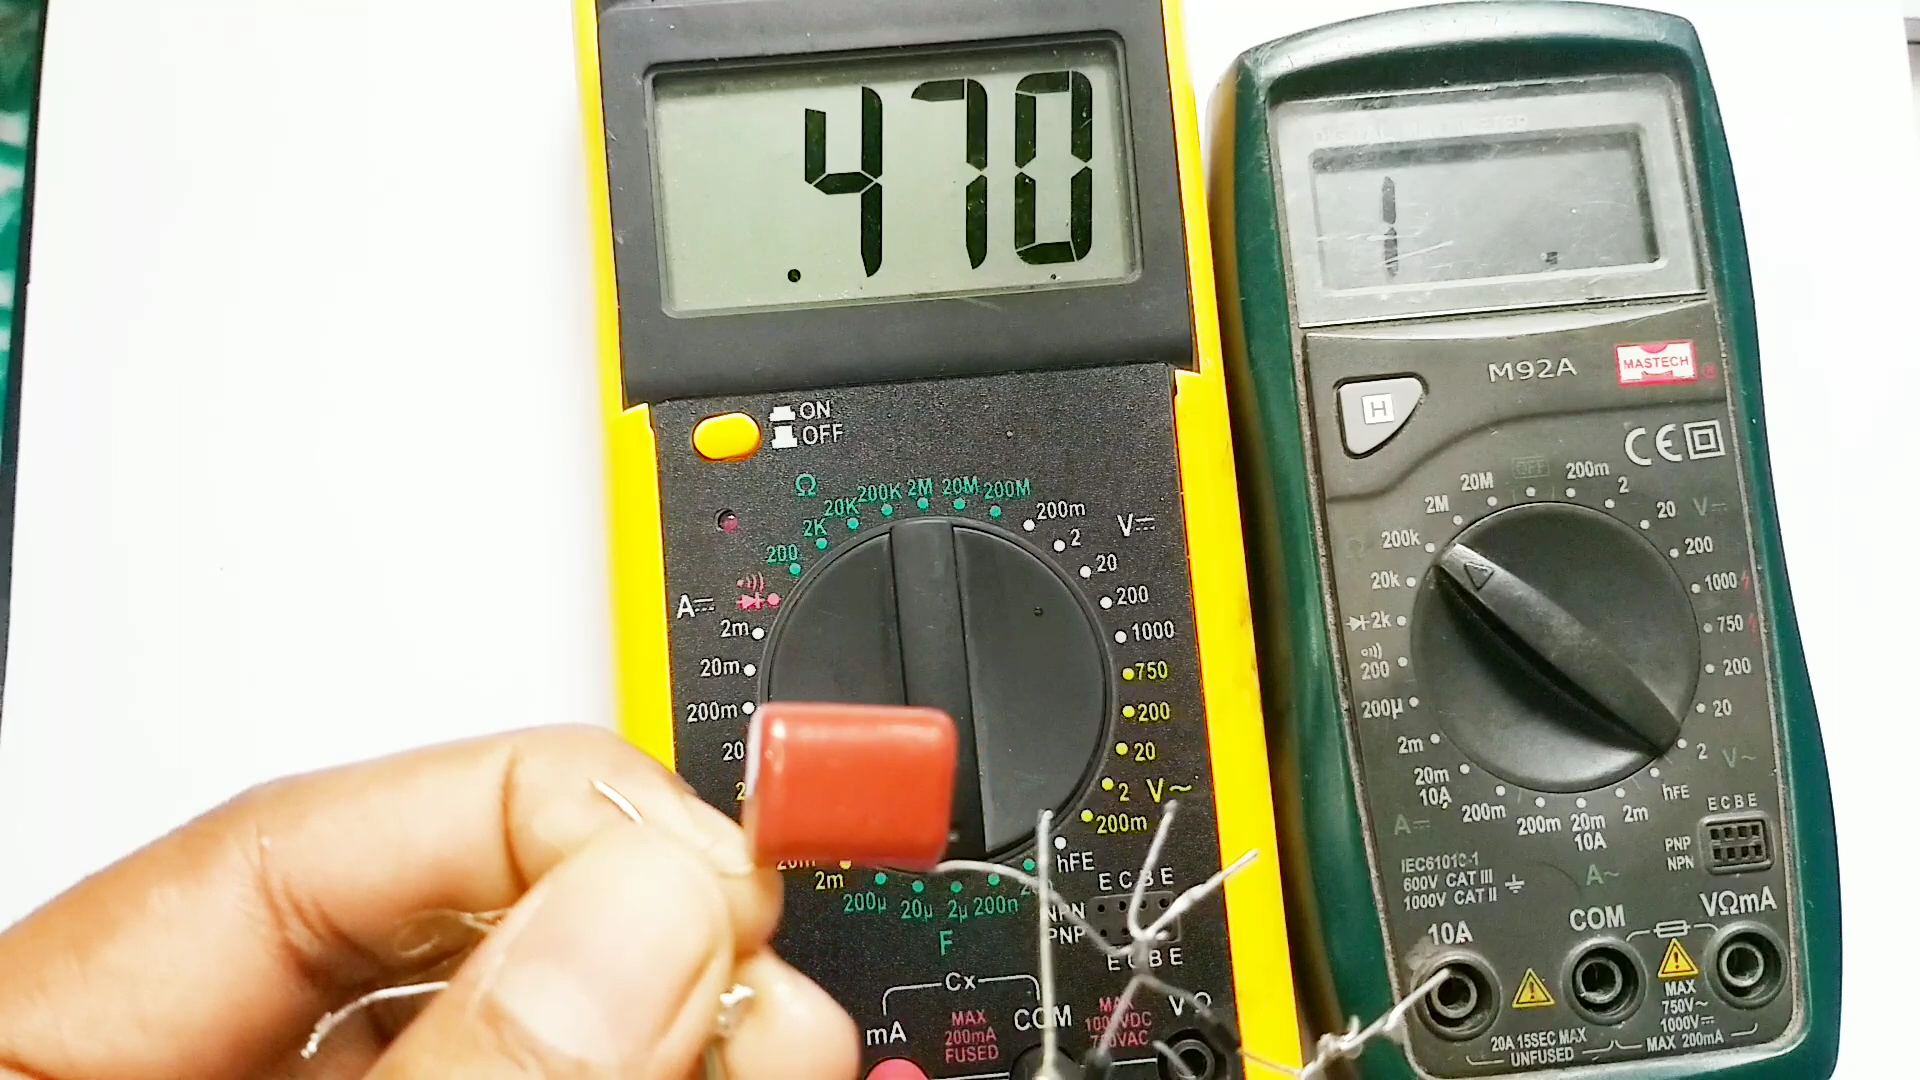 .470
ON
OFF
Ω
200 2K 20K 200K 2M 20M 200M
200m
2
20
200
1000
V⎓
750
200
20
2
200m
V~
hFE
A⎓
2m
20m
200m
20
2m
200µ 20µ 2µ 200n
F
E C B E
NPN
PNP
E C B E
Cx
mA
MAX
200mA
FUSED
COM
VΩ
1
M92A
MASTECH ®
H
CE
OFF
200m
2
20
V⎓
200
1000
750
200
20
2
V~
hFE
20M
2M
200k
20k
2k
200
200µ
2m
20m
10A
A⎓
200m
200m
20m
10A
2m
A~
ECBE
PNP
NPN
600V CAT III
1000V CAT II
10A
COM
VΩmA
20A 15SEC MAX
UNFUSED
MAX
750V~
1000V⎓
MAX 200mA